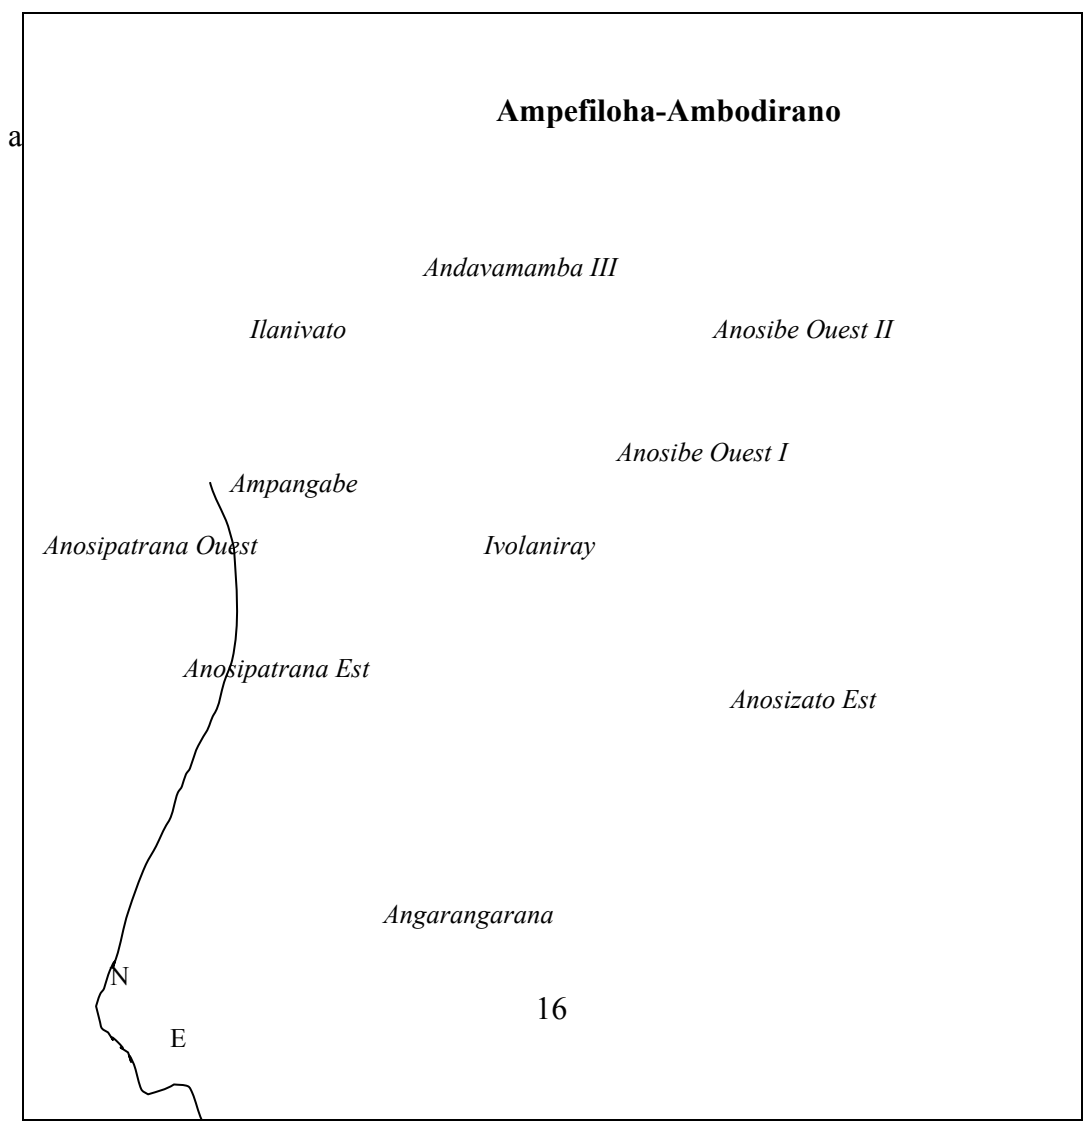 Ampefiloha-Ambodirano
a
Andavamamba III
Ilanivato
Anosibe Ouest II
Anosibe Ouest I
Ampangabe
Anosipatrana Ouest
Ivolaniray
Anosipatrana Est
Anosizato Est
Angarangarana
N
16
E